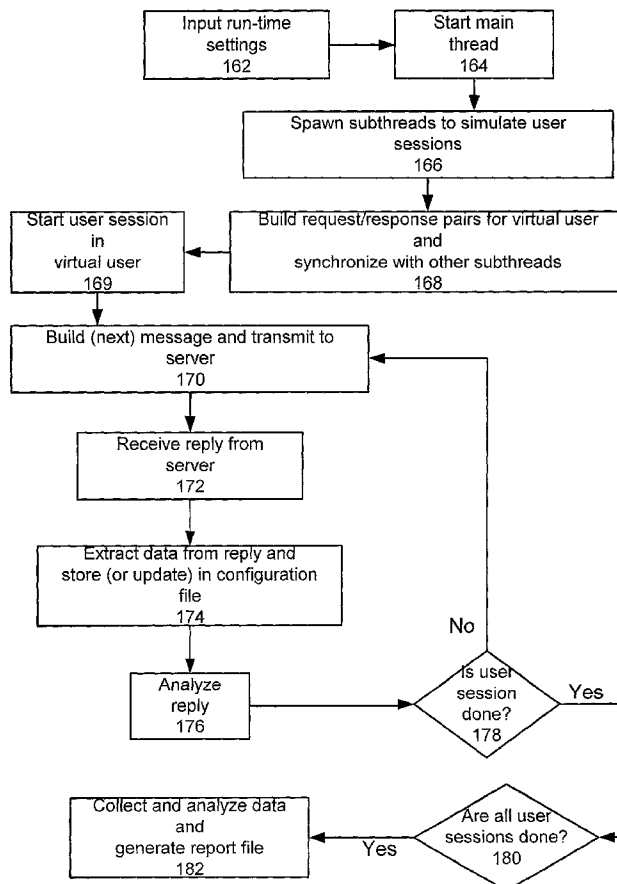 Input run-time
settings
162
Start main
thread
164
Spawn subthreads to simulate user
sessions
166
Build request/response pairs for virtual user
and
synchronize with other subthreads
168
Start user session
in
virtual user
169
Build (next) message and transmit to
server
170
Receive reply from
server
172
Extract data from reply and
store (or update) in configuration
file
174
Analyze
reply
176
No
Is user
session
done?
178
Yes
Are all user
sessions done?
180
Yes
Collect and analyze data
and
generate report file
182